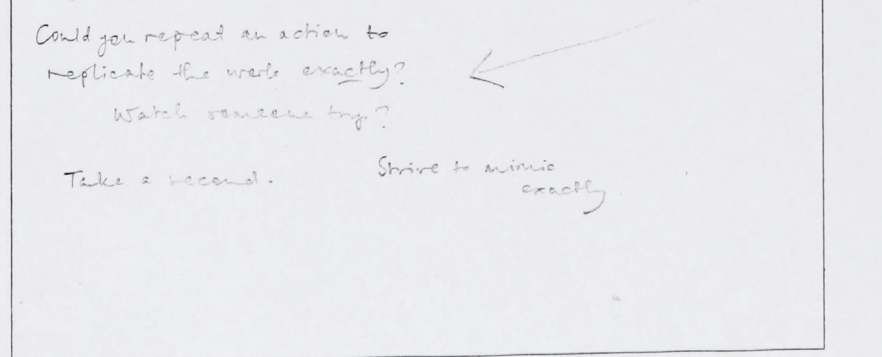 Could you repeat an action to
replicate the work exactly?
Watch someone try?
Take a second.
Strive to mimic
exactly.